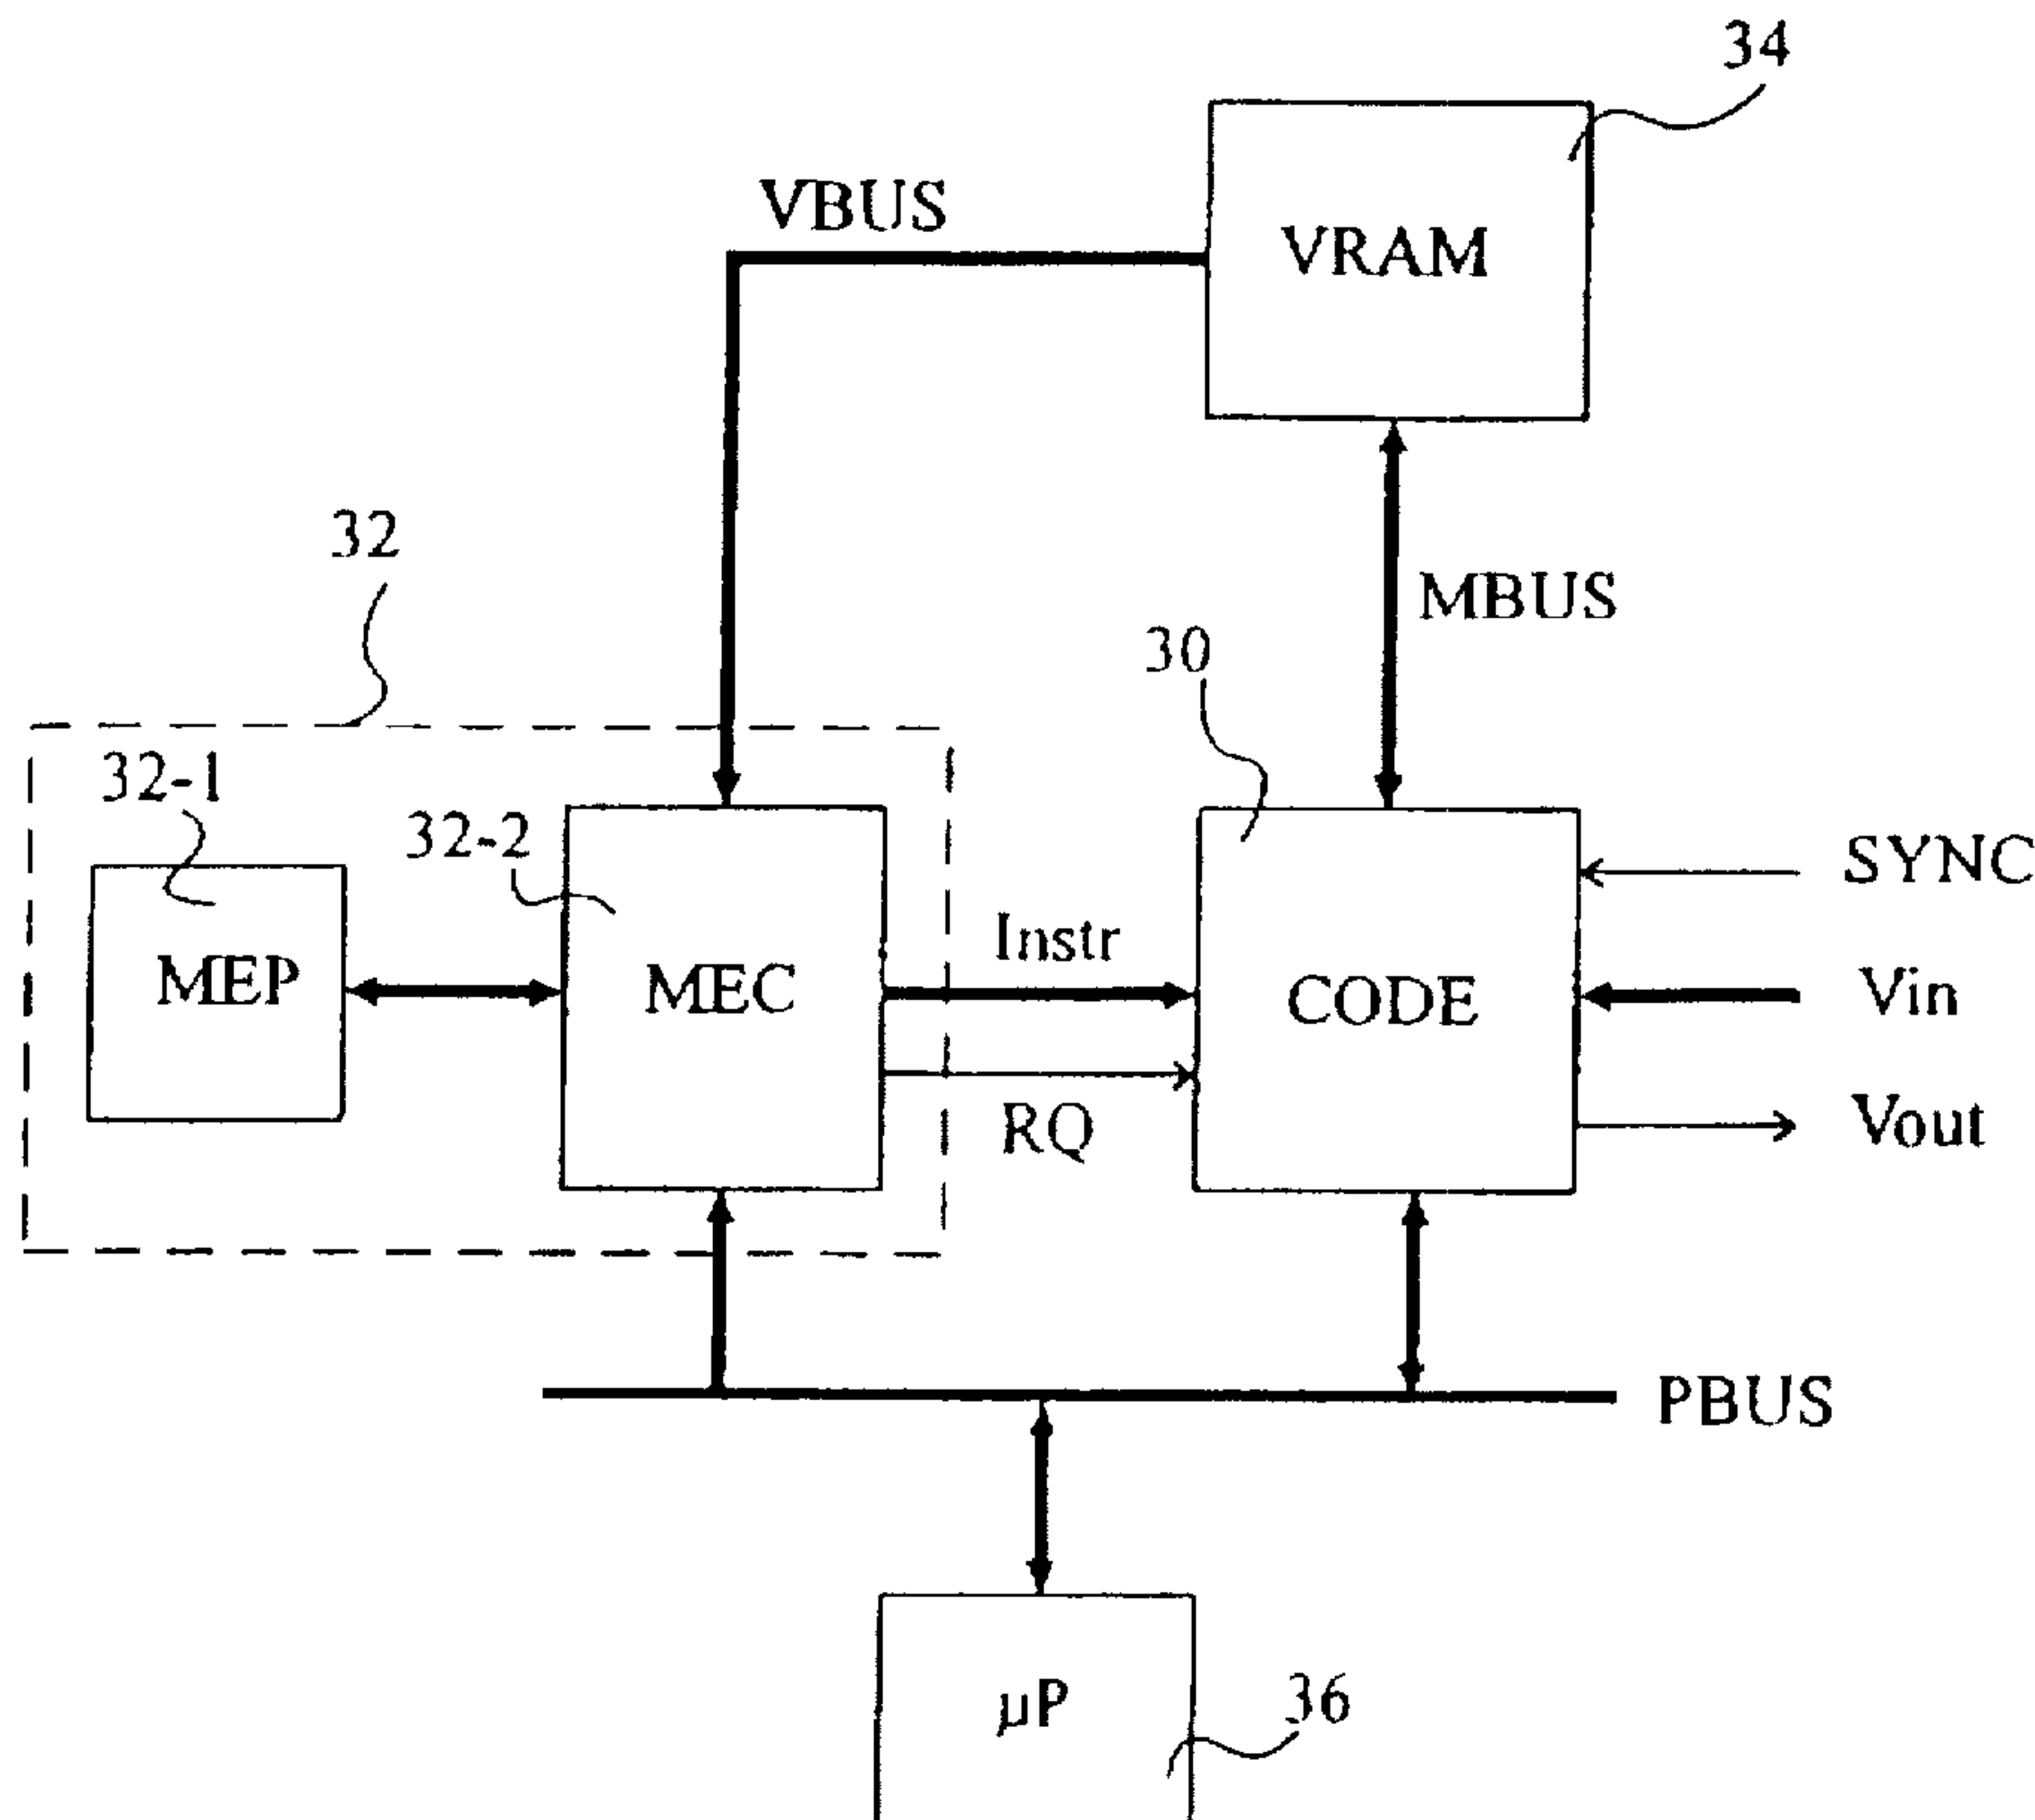 34
VBUS
VRAM
32
MBUS
30
32-1
32-2
SYNC
Instr
MEP
MEC
CODE
Vin
RQ
Vout
PBUS
µP
36